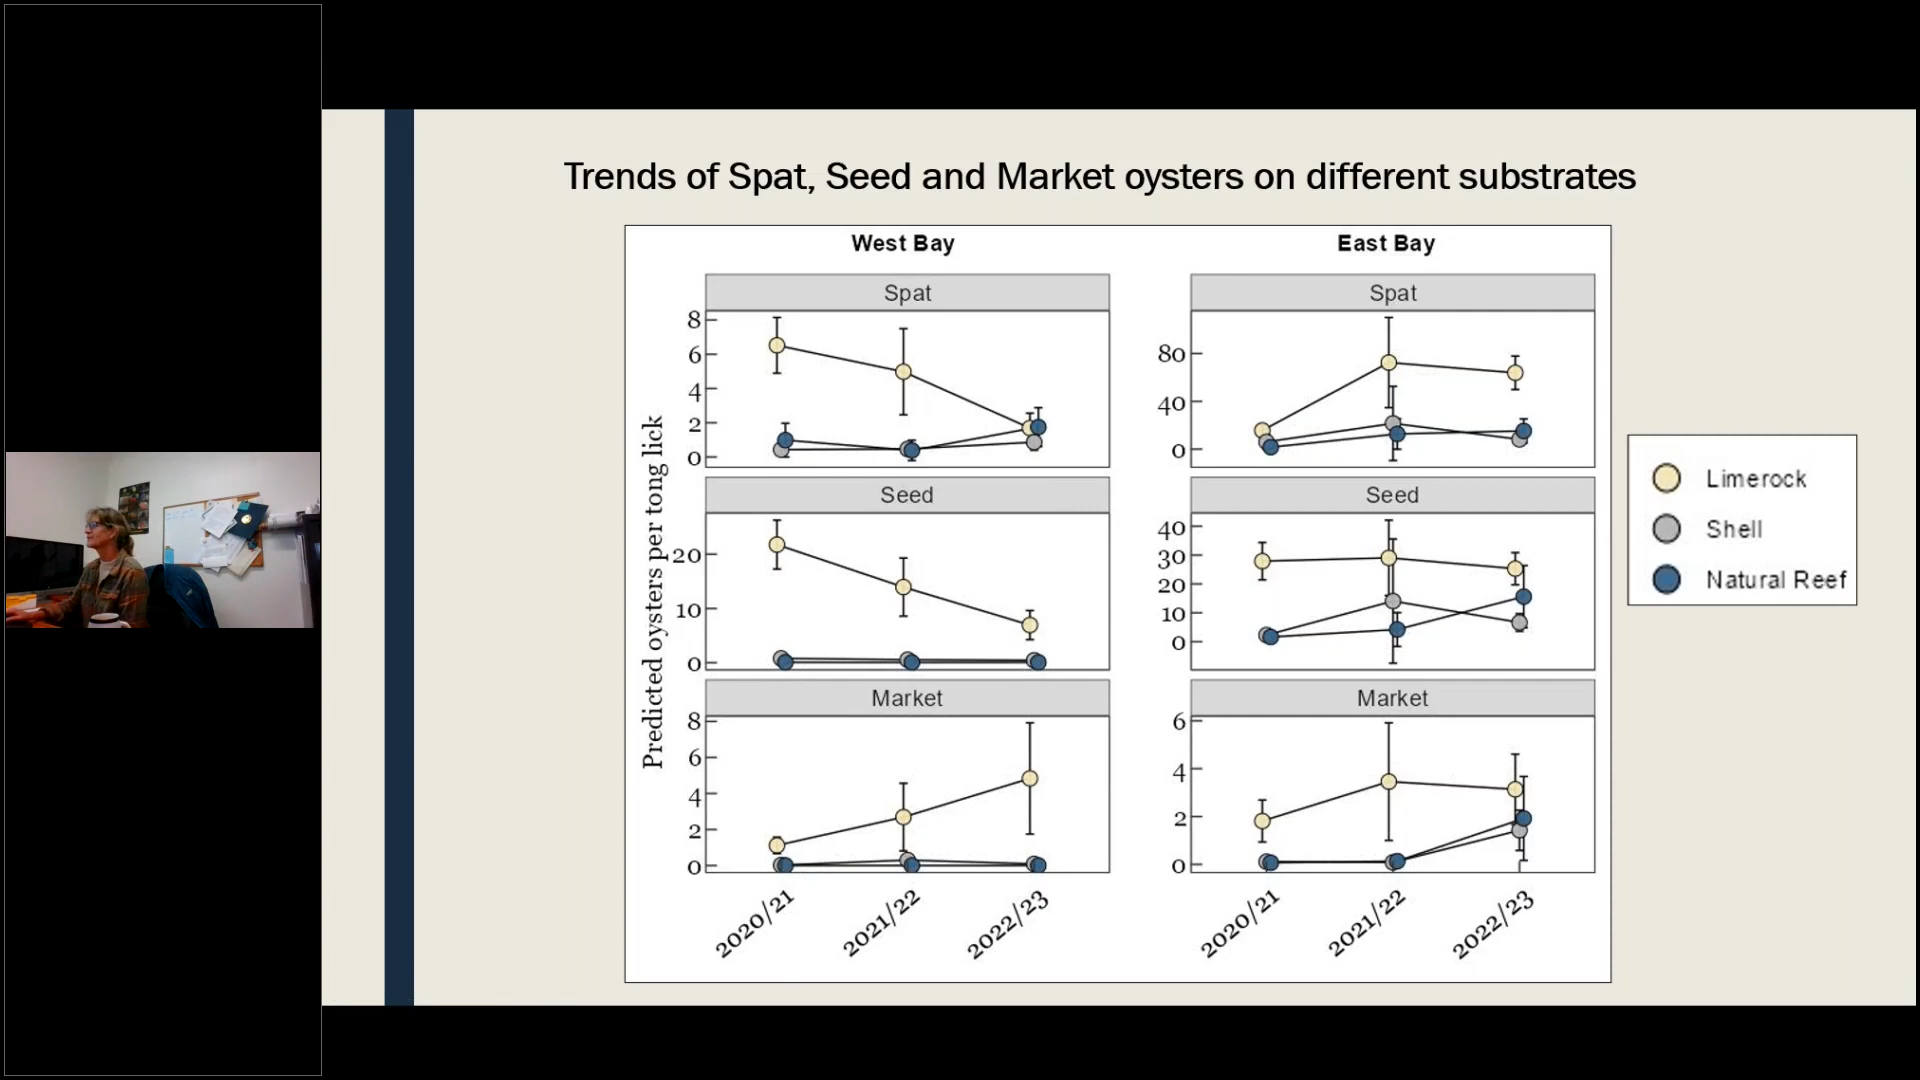 Trends of Spat, Seed and Market oysters on different substrates
West Bay
East Bay
Predicted oysters per tong lick
Spat
8
6
4
2
0
Spat
80
40
0
Seed
20
10
0
Seed
40
30
20
10
0
Market
8
6
4
2
0
Market
6
4
2
0
2020/21
2021/22
2022/23
2020/21
2021/22
2022/23
Limerock
Shell
Natural Reef